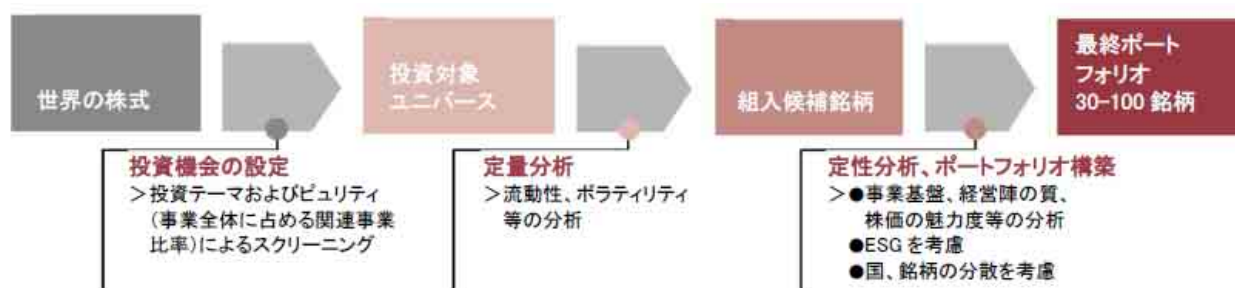 世界の株式
投資対象
ユニバース
組入候補銘柄
最終ポート
フォリオ
30-100 銘柄
投資機会の設定
＞投資テーマおよびピュリティ
（事業全体に占める関連事業
比率）によるスクリーニング
定量分析
＞流動性、ボラティリティ
等の分析
定性分析、ポートフォリオ構築
＞●事業基盤、経営陣の質、
株価の魅力度等の分析
●ESG を考慮
●国、銘柄の分散を考慮